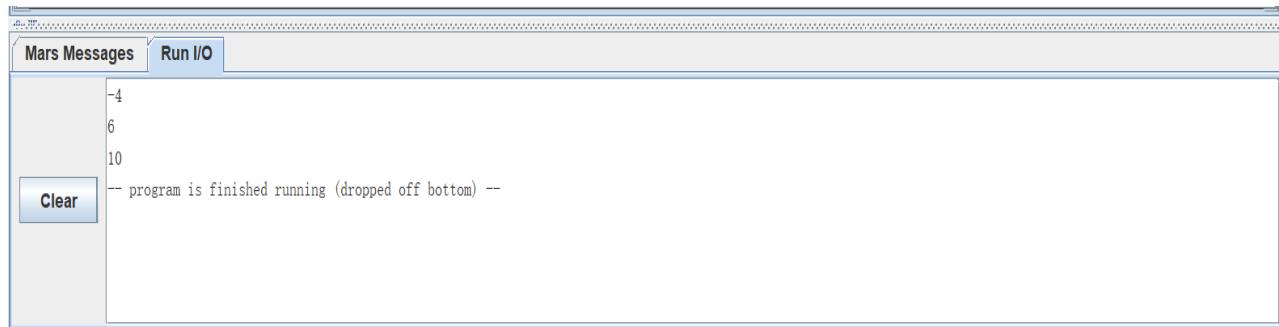 Mars Messages Run I/O
-4
6
10
-- program is finished running (dropped off bottom) --
Clear